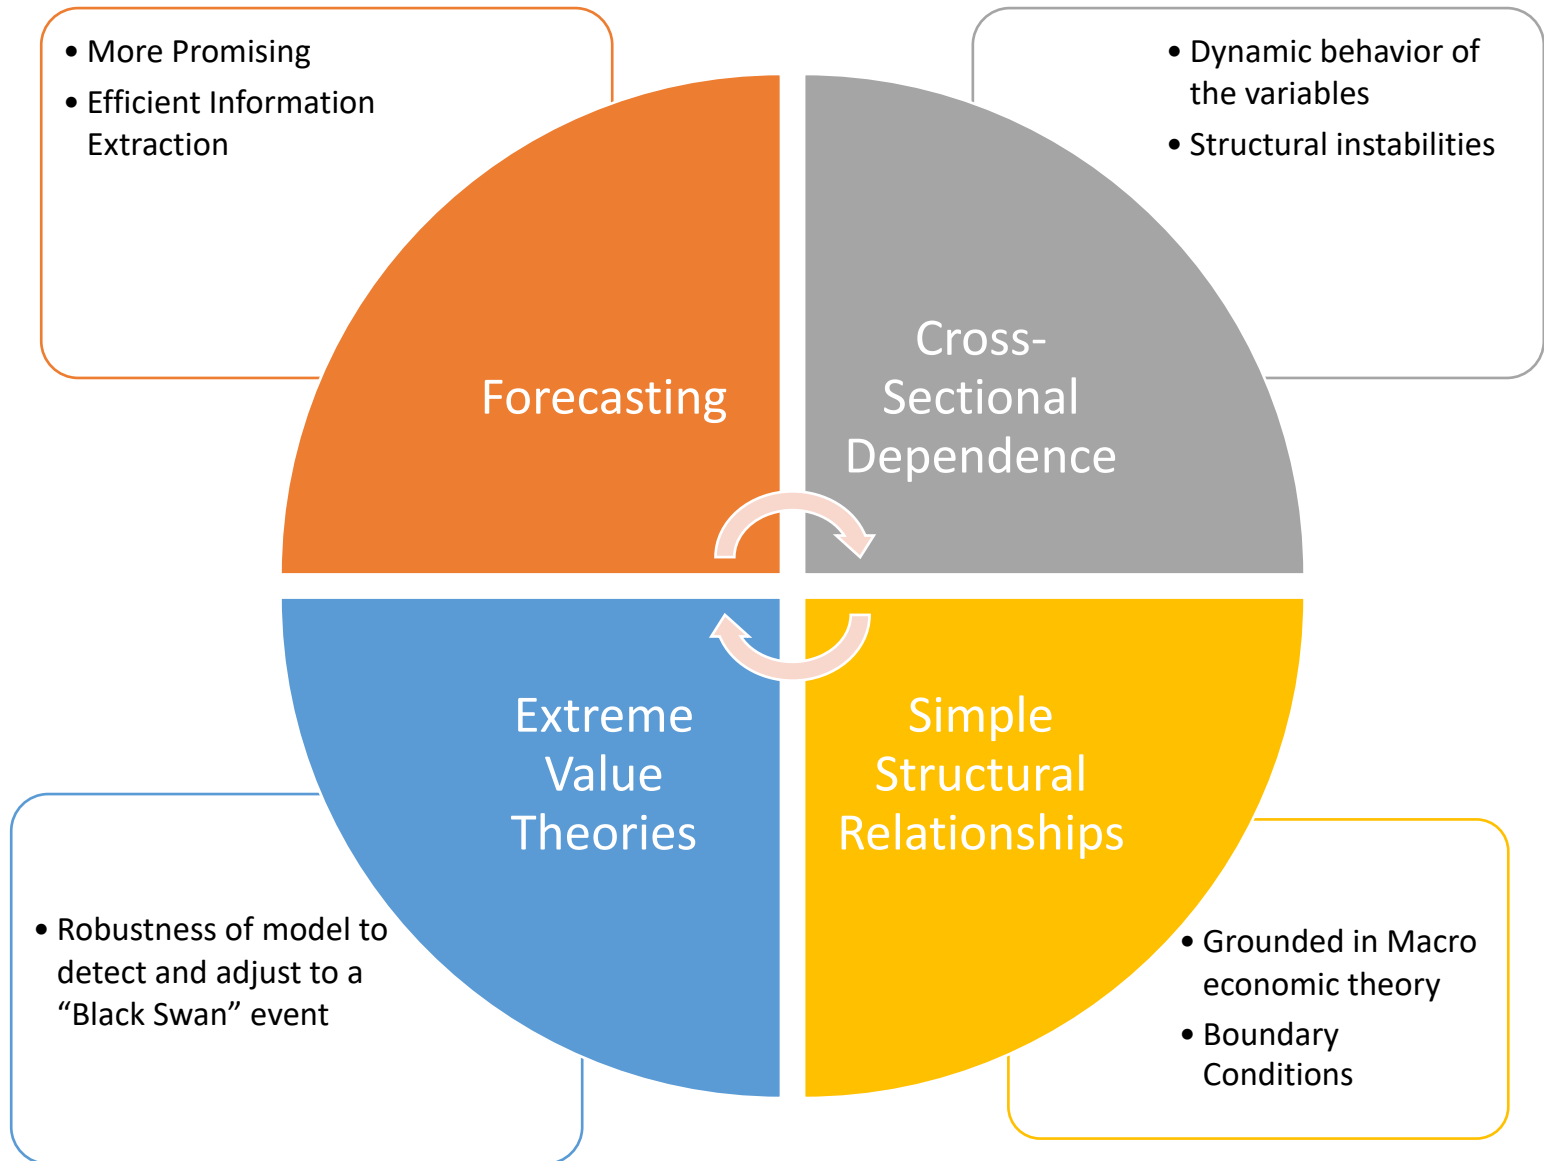 • More Promising
• Efficient Information
Extraction
• Dynamic behavior of
the variables
• Structural instabilities
Forecasting
Cross-
Sectional
Dependence
Extreme
Value
Theories
Simple
Structural
Relationships
• Robustness of model to
detect and adjust to a
“Black Swan” event
• Grounded in Macro
economic theory
• Boundary
Conditions